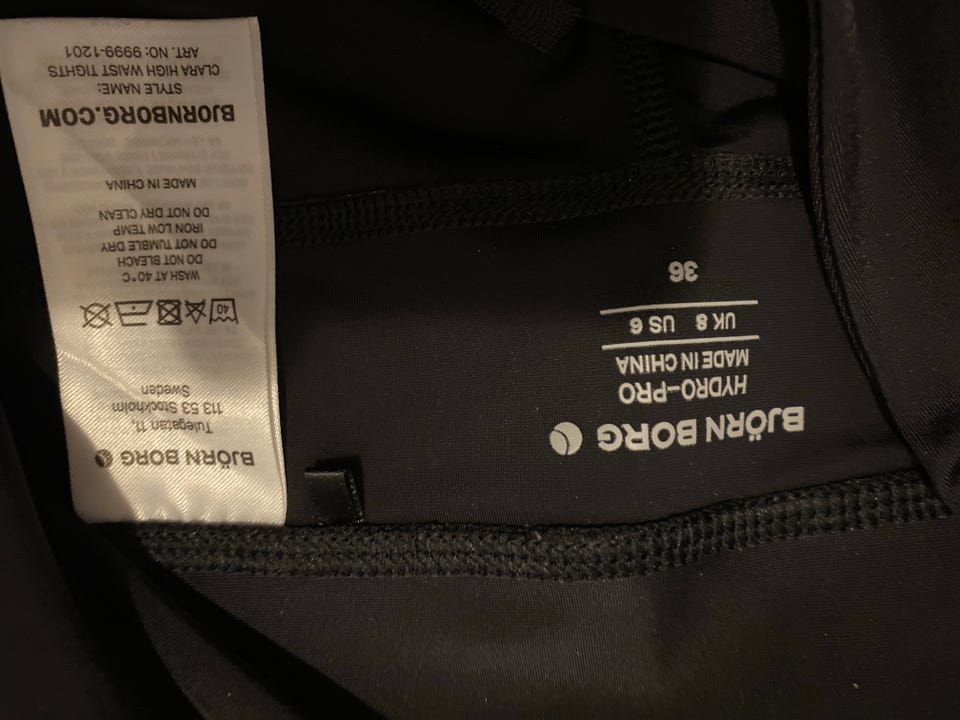 BJÖRN BORG
Tulegatan 11,
113 53 Stockholm
Sweden
40
WASH AT 40°C
DO NOT BLEACH
DO NOT TUMBLE DRY
IRON LOW TEMP
DO NOT DRY CLEAN
MADE IN CHINA
BJORNBORG.COM
STYLE NAME:
CLARA HIGH WAIST TIGHTS
ART. NO: 9999-1201
BJÖRN BORG
HYDRO-PRO
MADE IN CHINA
UK 8 US 6
36